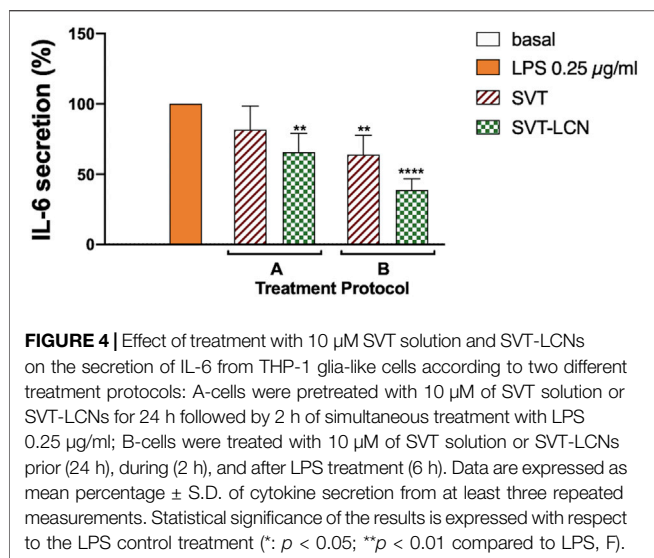 150
100
50
0
IL-6 secretion (%)
**
**
****
A
B
Treatment Protocol
basal
LPS 0.25 µg/ml
SVT
SVT-LCN
FIGURE 4 | Effect of treatment with 10 µM SVT solution and SVT-LCNs
on the secretion of IL-6 from THP-1 glia-like cells according to two different
treatment protocols: A-cells were pretreated with 10 µM of SVT solution or
SVT-LCNs for 24 h followed by 2 h of simultaneous treatment with LPS
0.25 µg/ml; B-cells were treated with 10 µM of SVT solution or SVT-LCNs
prior (24 h), during (2 h), and after LPS treatment (6 h). Data are expressed as
mean percentage ± S.D. of cytokine secretion from at least three repeated
measurements. Statistical significance of the results is expressed with respect
to the LPS control treatment (*: p < 0.05; **p < 0.01 compared to LPS, F).